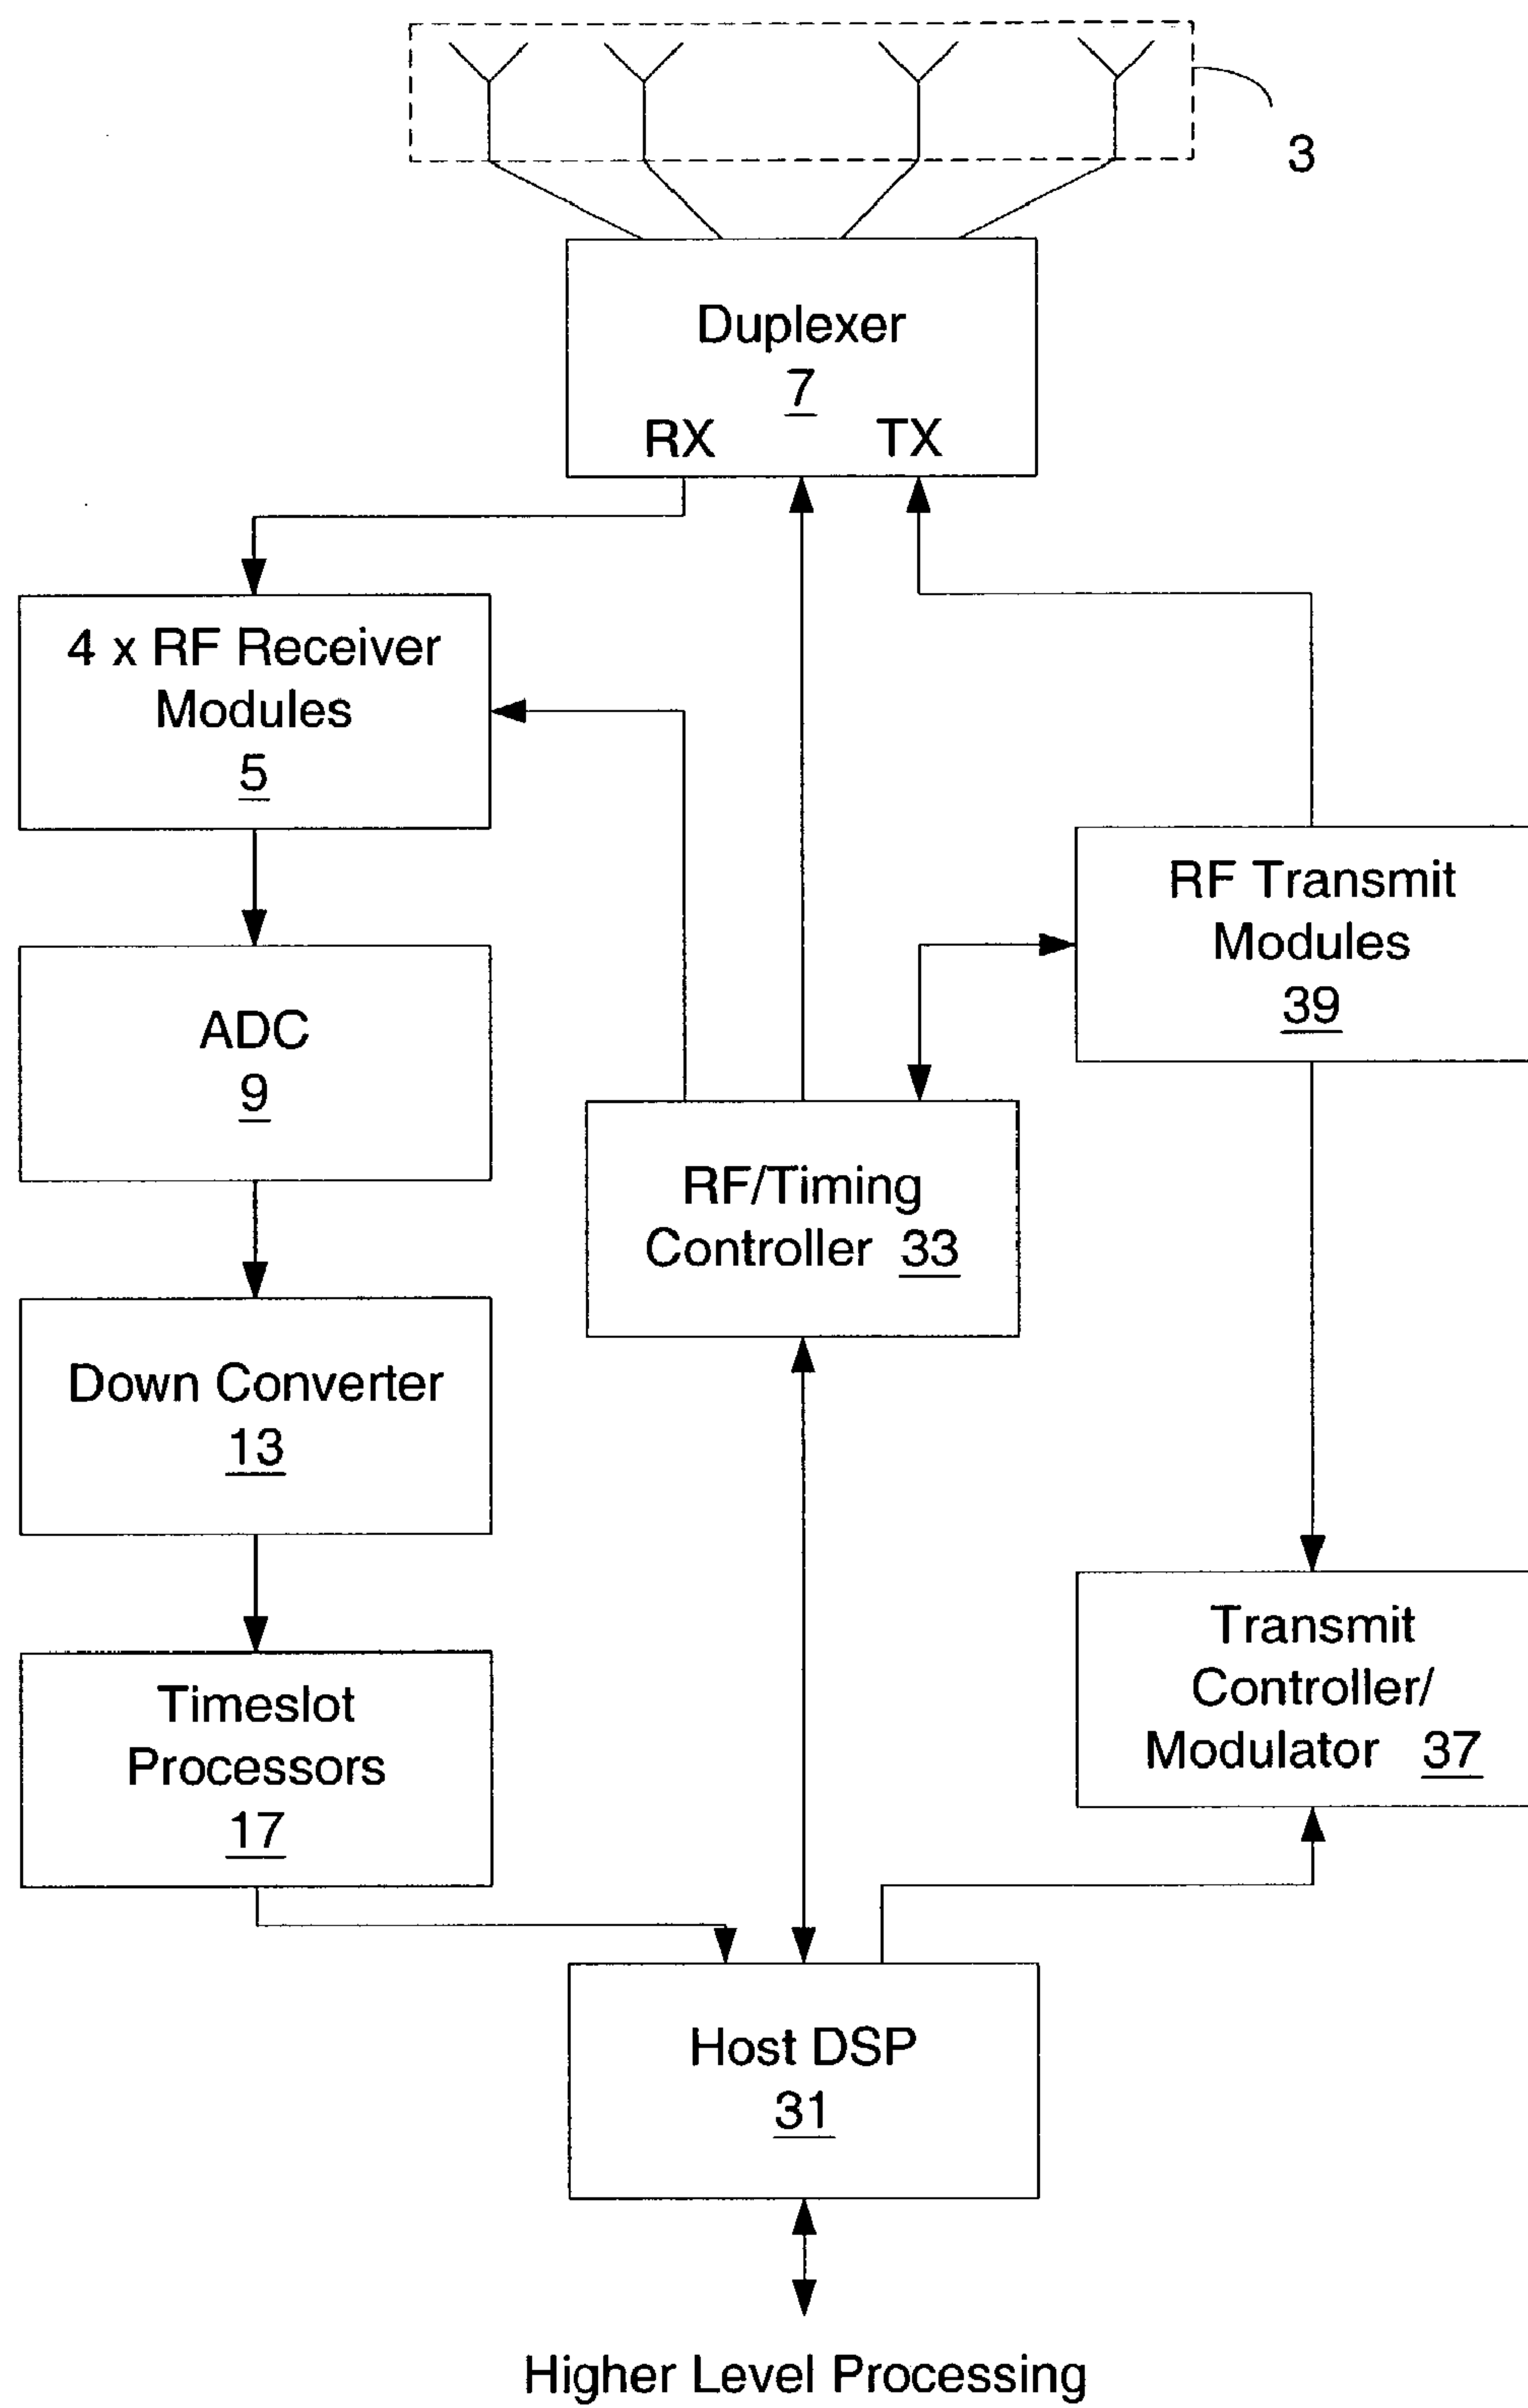 3
Duplexer
7
RX
TX
4 x RF Receiver
Modules
5
RF Transmit
Modules
39
ADC
9
RF/Timing
Controller 33
Down Converter
13
Timeslot
Processors
17
Transmit
Controller/
Modulator 37
Host DSP
31
Higher Level Processing